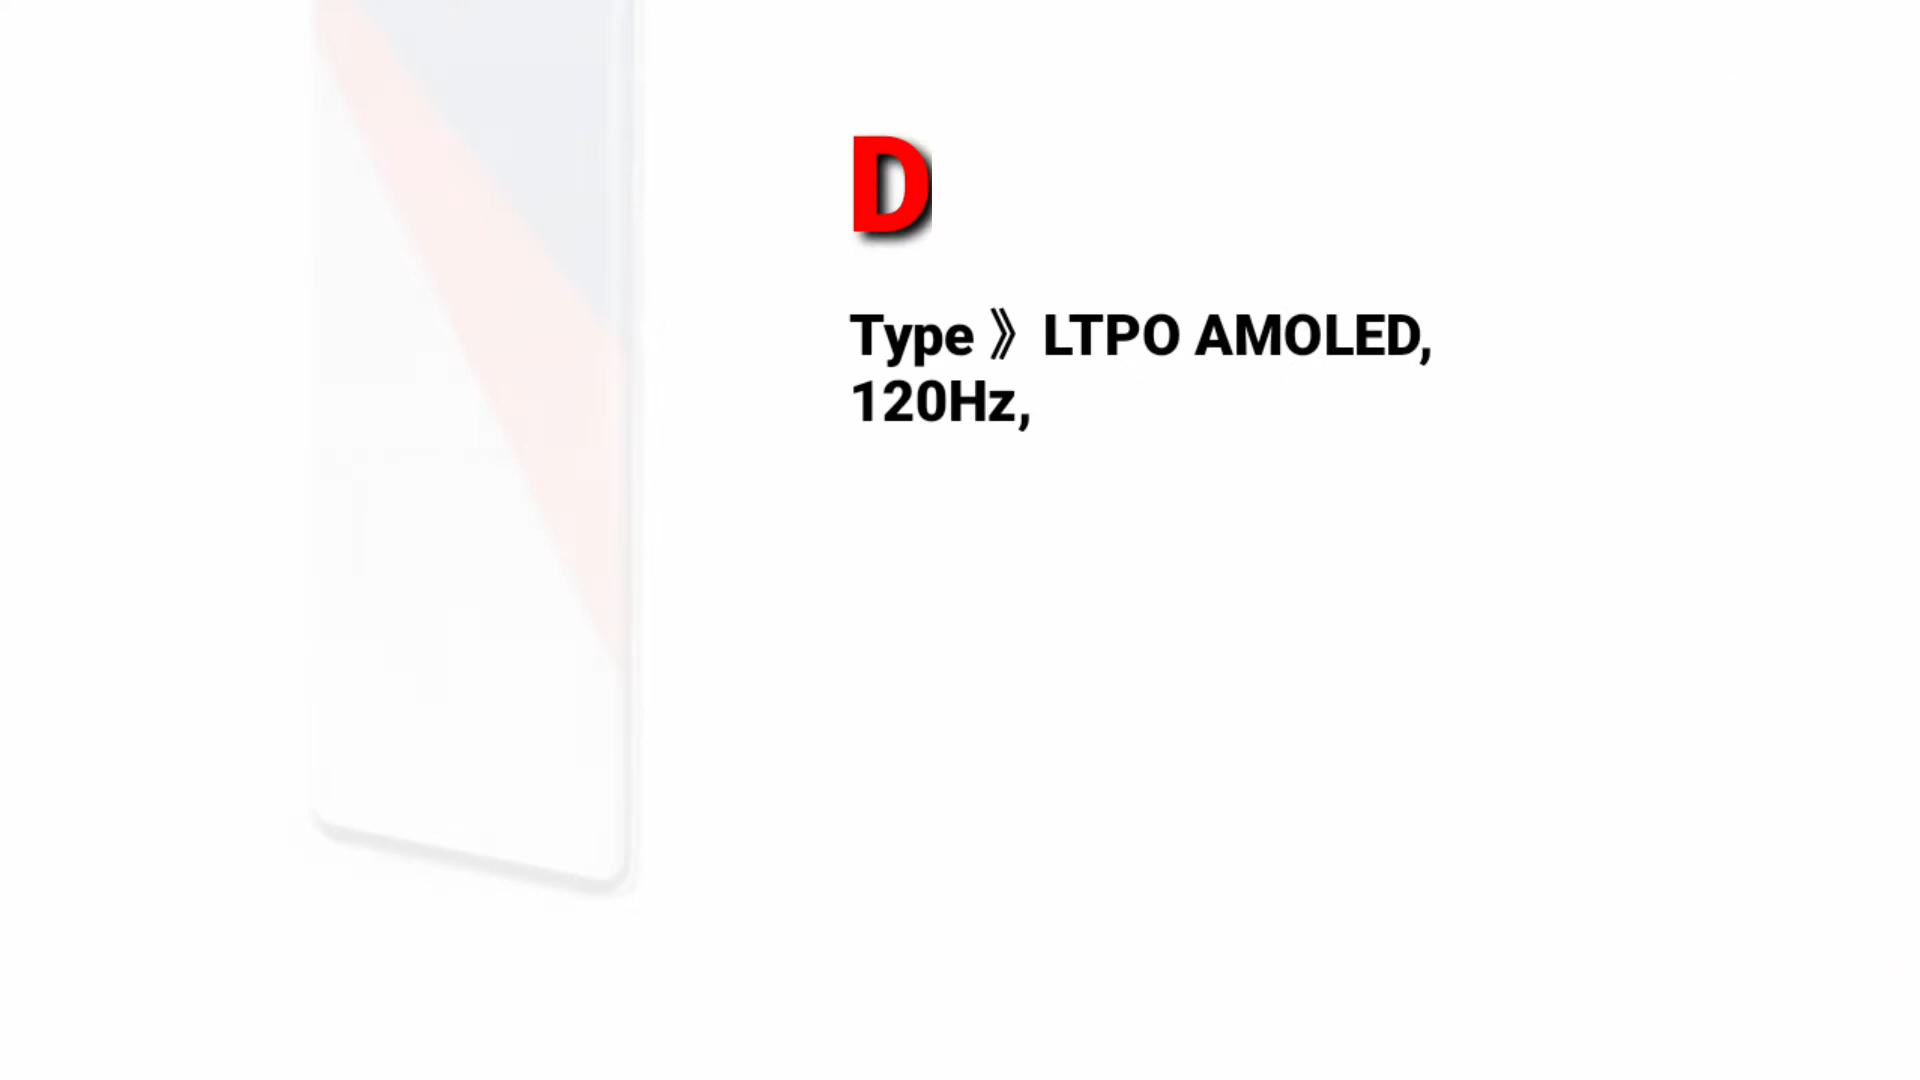 D
Type 》LTPO AMOLED,
120Hz,